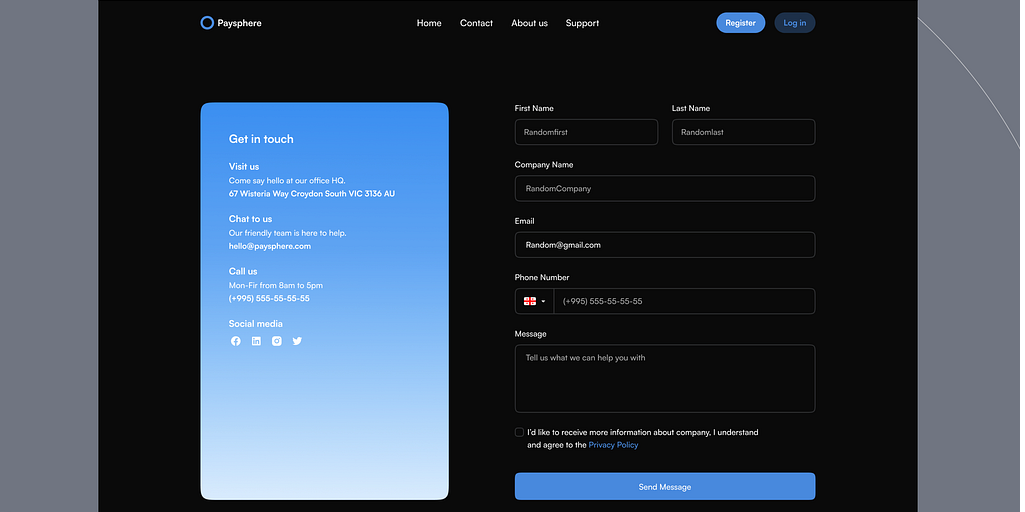 Paysphere
Home Contact About us Support
Register Log in
Get in touch
Visit us
Come say hello at our office HQ.
67 Wisteria Way Croydon South VIC 3136 AU
Chat to us
Our friendly team is here to help.
hello@paysphere.com
Call us
Mon-Fir from 8am to 5pm
(+995) 555-55-55-55
Social media
First Name
Randomfirst
Last Name
Randomlast
Company Name
RandomCompany
Email
Random@gmail.com
Phone Number
(+995) 555-55-55-55
Message
Tell us what we can help you with
I'd like to receive more information about company, I understand
and agree to the Privacy Policy
Send Message